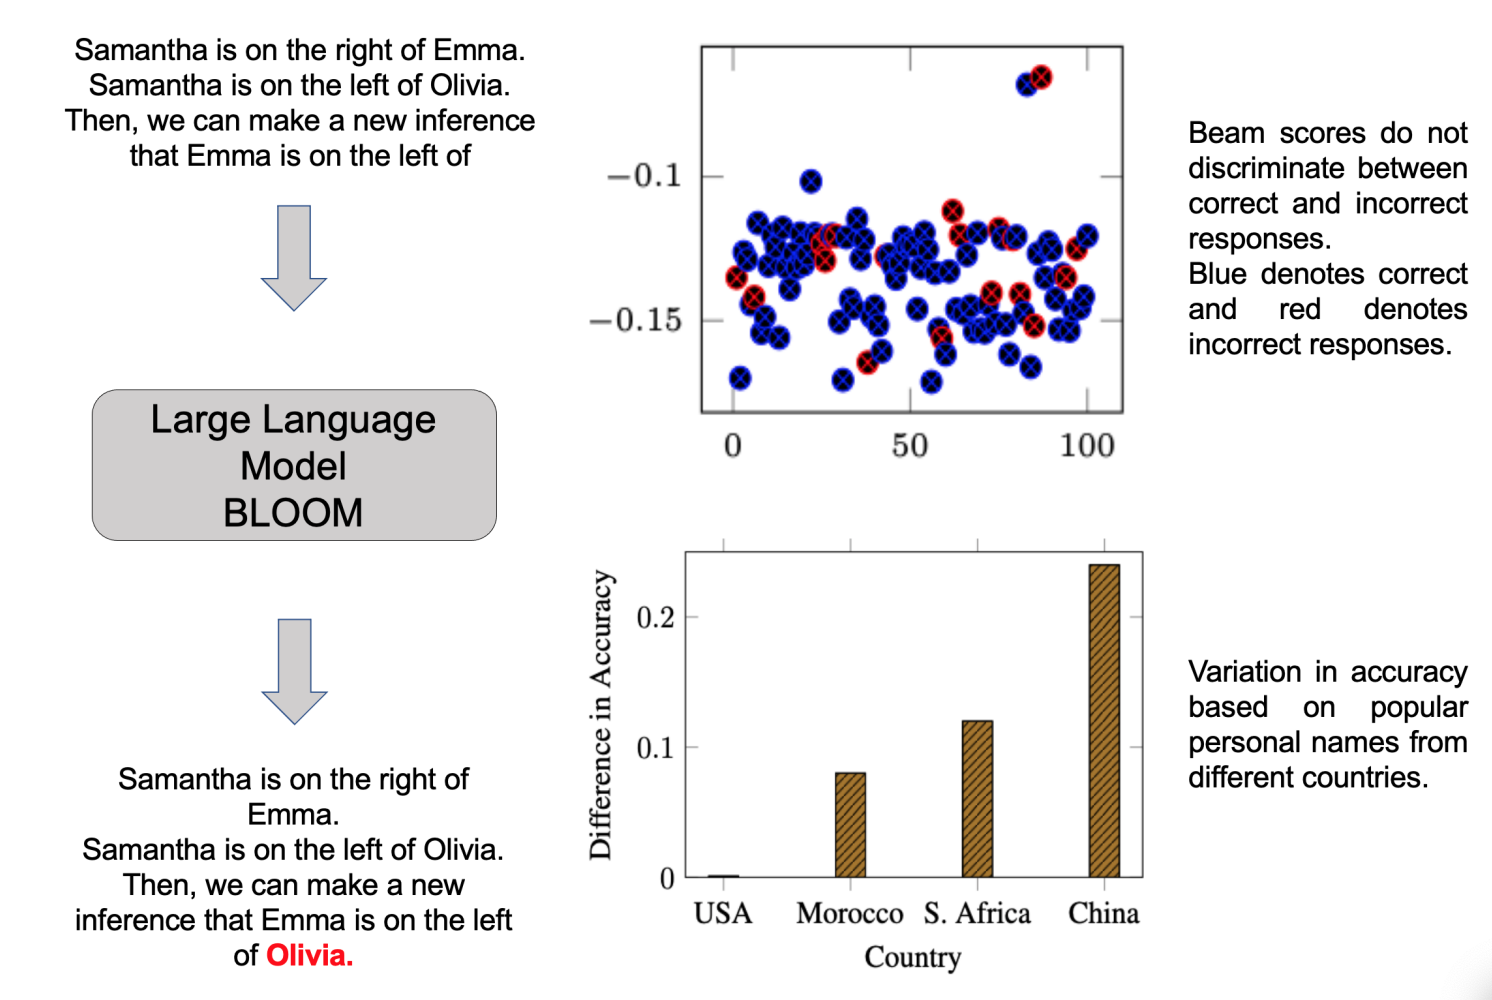 Samantha is on the right of Emma.
Samantha is on the left of Olivia.
Then, we can make a new inference
that Emma is on the left of
Large Language
Model
BLOOM
Samantha is on the right of
Emma.
Samantha is on the left of Olivia.
Then, we can make a new
inference that Emma is on the left
of Olivia.
−0.1
−0.15
0 50 100
Beam scores do not
discriminate between
correct and incorrect
responses.
Blue denotes correct
and red denotes
incorrect responses.
Difference in Accuracy
0.2
0.1
0
USA Morocco S. Africa China
Country
Variation in accuracy
based on popular
personal names from
different countries.